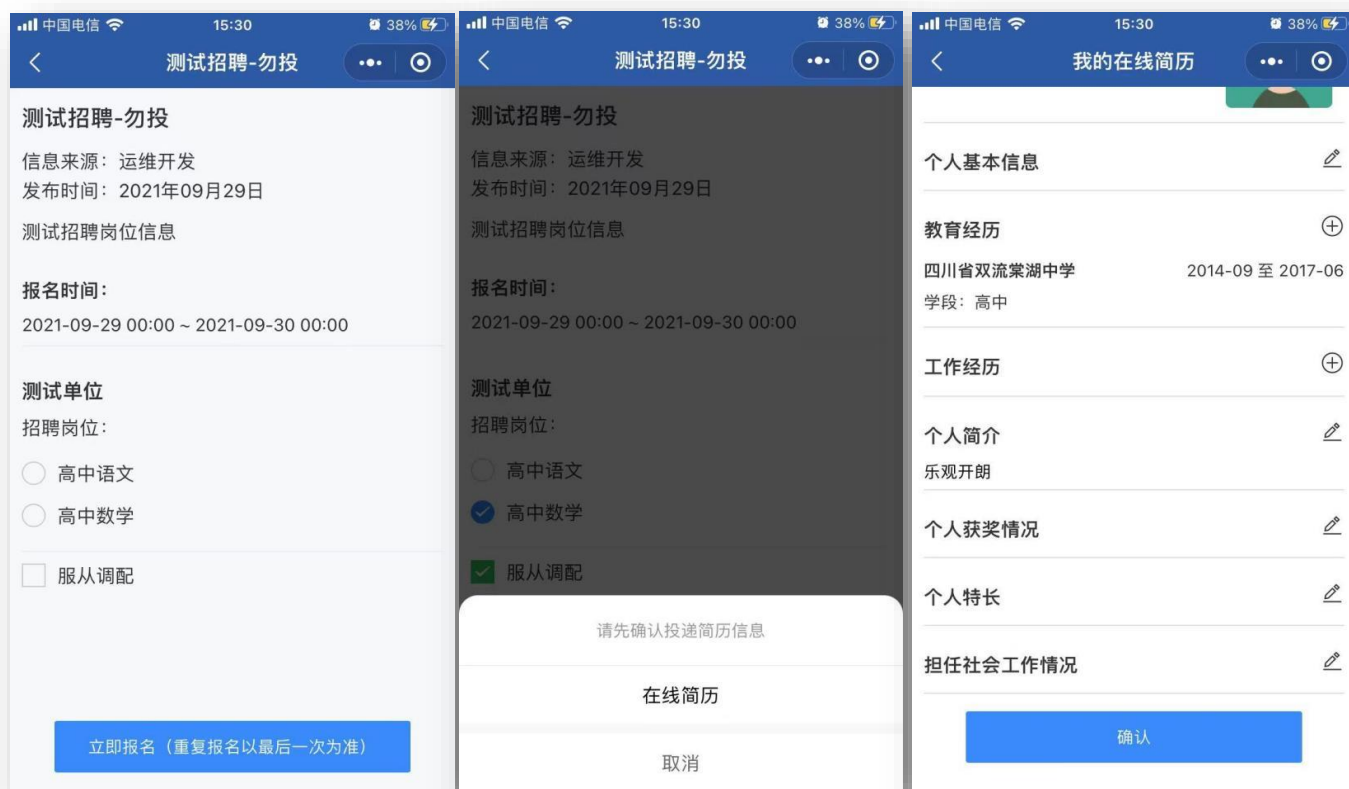 中国电信 15:30 38%
测试招聘-勿投
测试招聘-勿投
信息来源：运维开发
发布时间：2021年09月29日
测试招聘岗位信息
报名时间：
2021-09-29 00:00 ~ 2021-09-30 00:00
测试单位
招聘岗位：
高中语文
高中数学
服从调配
立即报名（重复报名以最后一次为准）
中国电信 15:30 38%
测试招聘-勿投
测试招聘-勿投
信息来源：运维开发
发布时间：2021年09月29日
测试招聘岗位信息
报名时间：
2021-09-29 00:00 ~ 2021-09-30 00:00
测试单位
招聘岗位：
高中语文
高中数学
服从调配
请先确认投递简历信息
在线简历
取消
中国电信 15:30 38%
我的在线简历
个人基本信息
教育经历
四川省双流棠湖中学 2014-09 至 2017-06
学段：高中
工作经历
个人简介
乐观开朗
个人获奖情况
个人特长
担任社会工作情况
确认